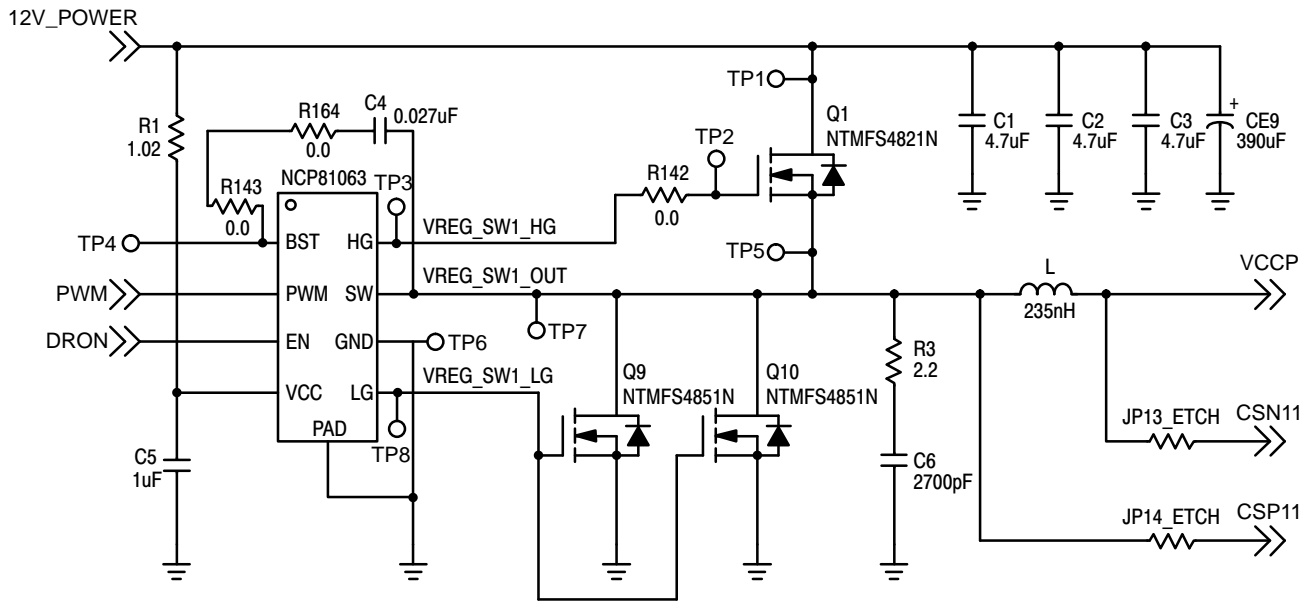 12V_POWER
TP1
R1
1.02
R164
0.0
C4
0.027uF
Q1
NTMFS4821N
C1
4.7uF
C2
4.7uF
C3
4.7uF
+
CE9
390uF
R143
0.0
NCP81063
TP3
TP2
R142
0.0
TP4
BST
HG
VREG_SW1_HG
TP5
PWM
PWM
SW
VREG_SW1_OUT
L
235nH
VCCP
DRON
EN
GND
TP6
TP7
VCC
LG
VREG_SW1_LG
PAD
TP8
Q9
NTMFS4851N
Q10
NTMFS4851N
R3
2.2
C5
1uF
C6
2700pF
JP13_ETCH
CSN11
JP14_ETCH
CSP11